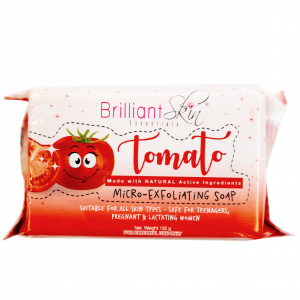 Brilliant Skin
Essentials
Tomato
Made with NATURAL Active Ingredients
MiCRO-EXFOLiATiNG SOAP
SUiTABLE FOR ALL SKiN TYPES • SAFE FOR TEENAGERS,
PREGNANT & LACTATiNG WOMEN
Net. Weight 135 g